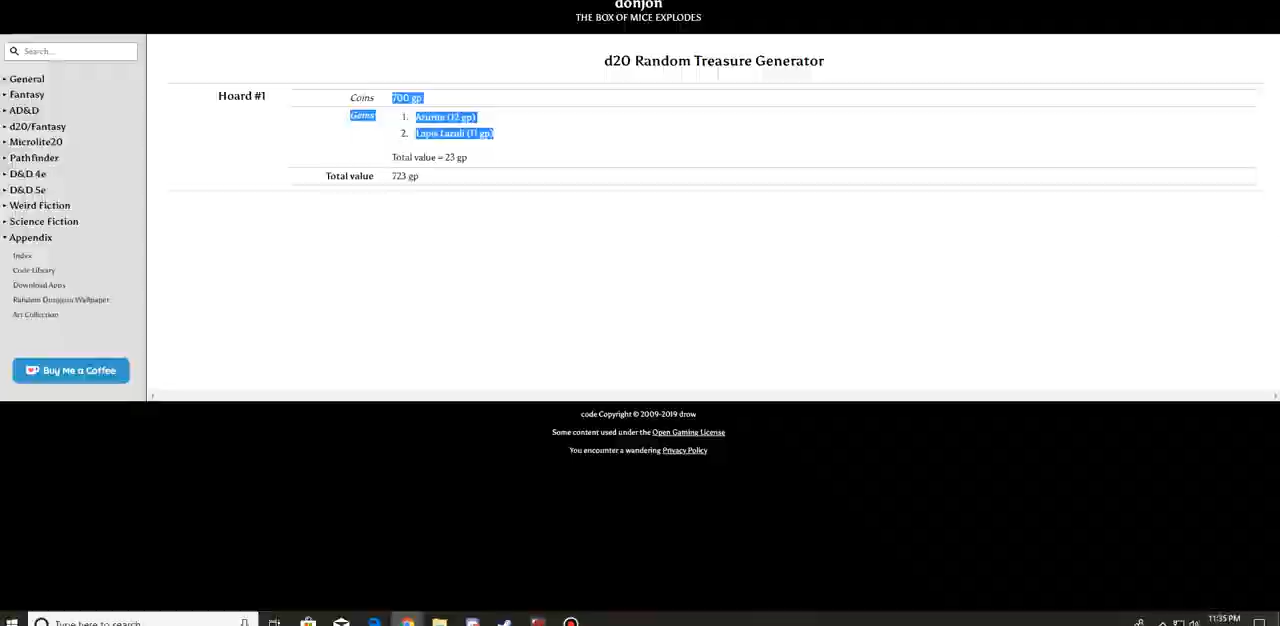 donjon
THE BOX OF MICE EXPLODES
Search...
General
Fantasy
AD&D
d20/Fantasy
Microlite20
Pathfinder
D&D 4e
D&D 5e
Weird Fiction
Science Fiction
Appendix
Index
Code Library
Download Apps
Random Dungeon Wallpaper
Art Collection
Buy Me a Coffee
d20 Random Treasure Generator
Hoard #1
Coins 700 gp
Gems
1. Azurite (12 gp)
2. Lapis Lazuli (11 gp)
Total value = 23 gp
Total value 723 gp
code Copyright © 2009-2019 drow
Some content used under the Open Gaming License
You encounter a wandering Privacy Policy
Type here to search
11:35 PM